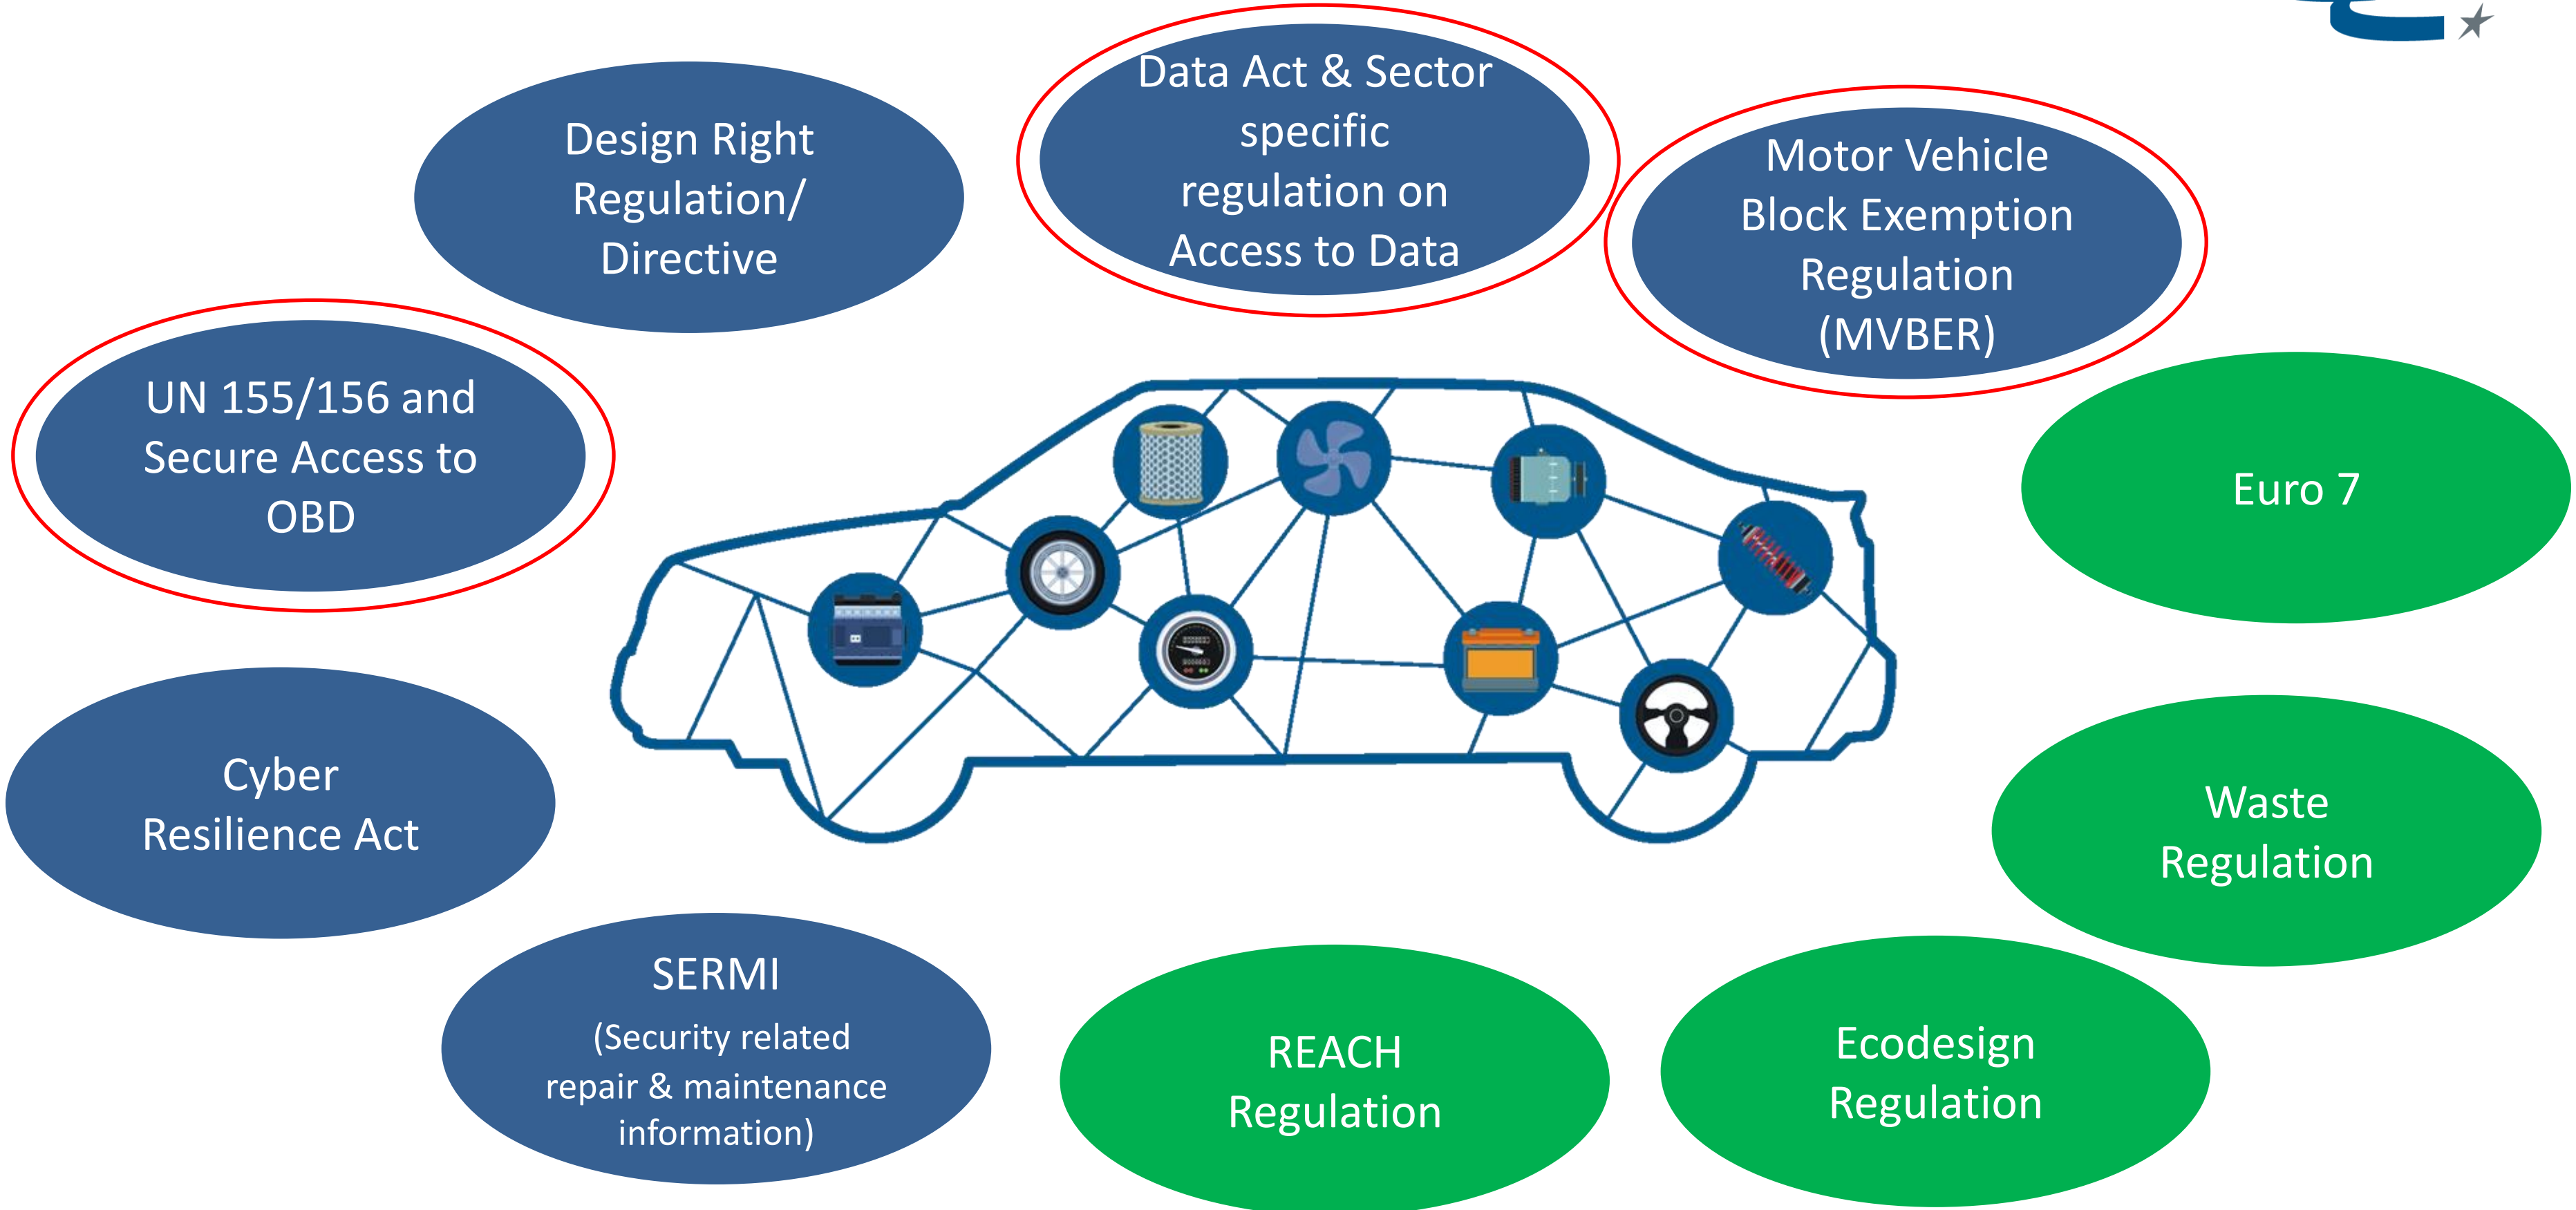 Data Act & Sector
specific
regulation on
Access to Data
Design Right
Regulation/
Directive
Motor Vehicle
Block Exemption
Regulation
(MVBER)
UN 155/156 and
Secure Access to
OBD
Euro 7
Cyber
Resilience Act
Waste
Regulation
SERMI
(Security related
repair & maintenance
information)
REACH
Regulation
Ecodesign
Regulation